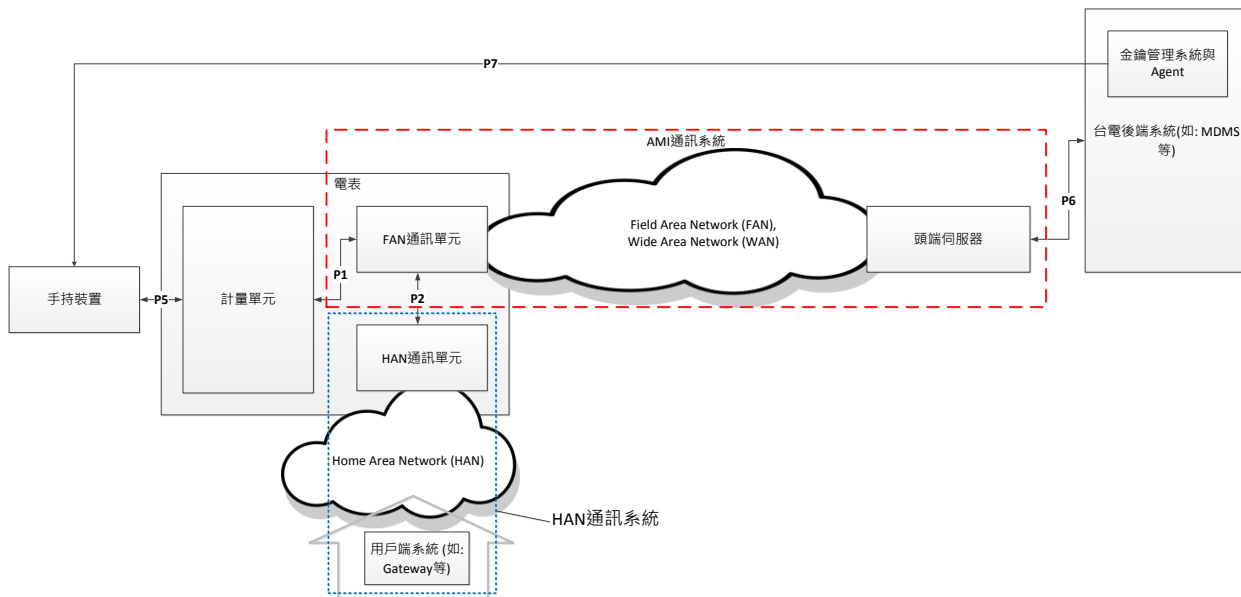 金鑰管理系統與
Agent
P7
台電後端系統(如: MDMS
等)
AMI通訊系統
電表
P6
FAN通訊單元
Field Area Network (FAN),
Wide Area Network (WAN)
頭端伺服器
P1
手持裝置
P5
計量單元
P2
HAN通訊單元
Home Area Network (HAN)
HAN通訊系統
用戶端系統 (如:
Gateway等)